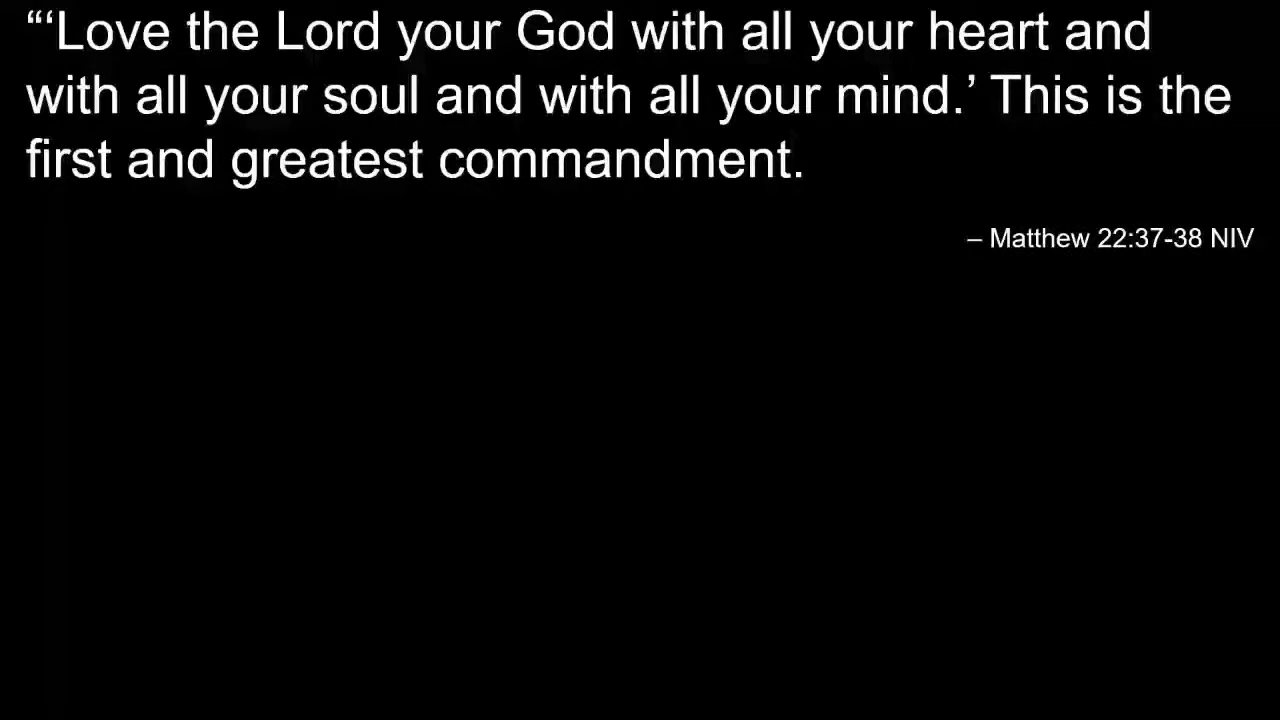 “‘Love the Lord your God with all your heart and
with all your soul and with all your mind.’ This is the
first and greatest commandment.
– Matthew 22:37-38 NIV